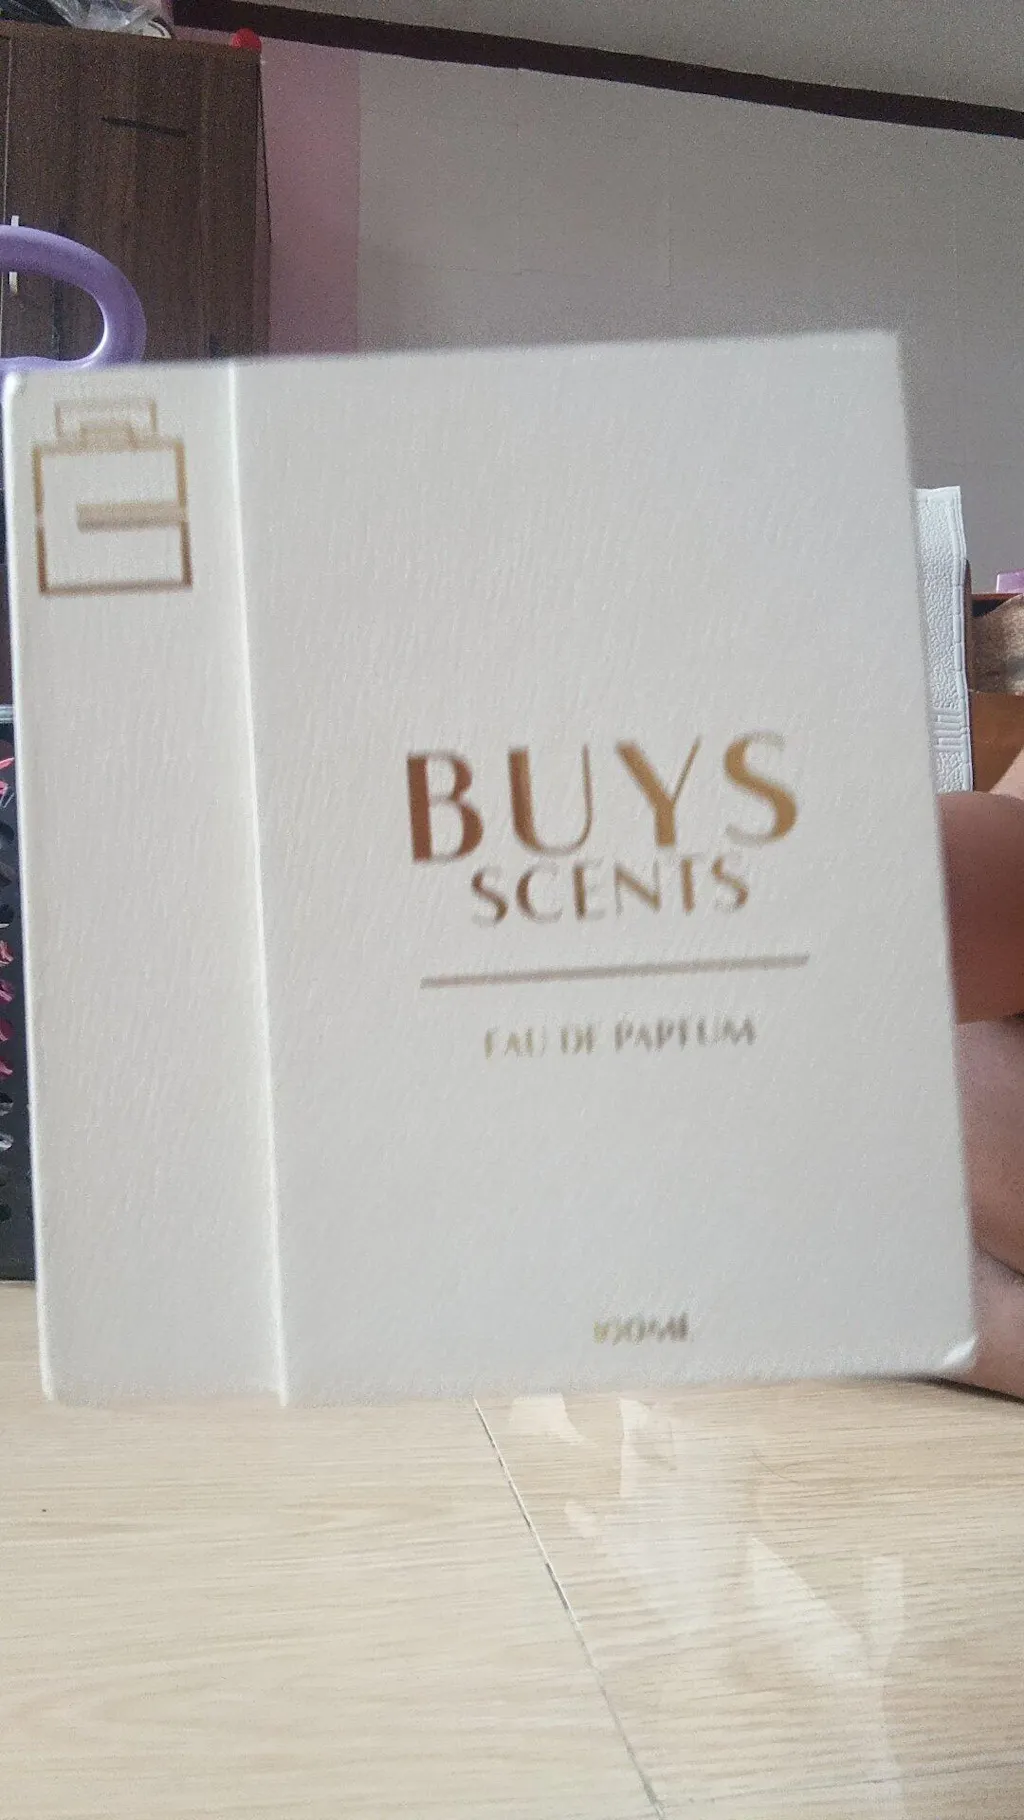 BUYS
SCENTS
EAU DE PARFUM
100ML